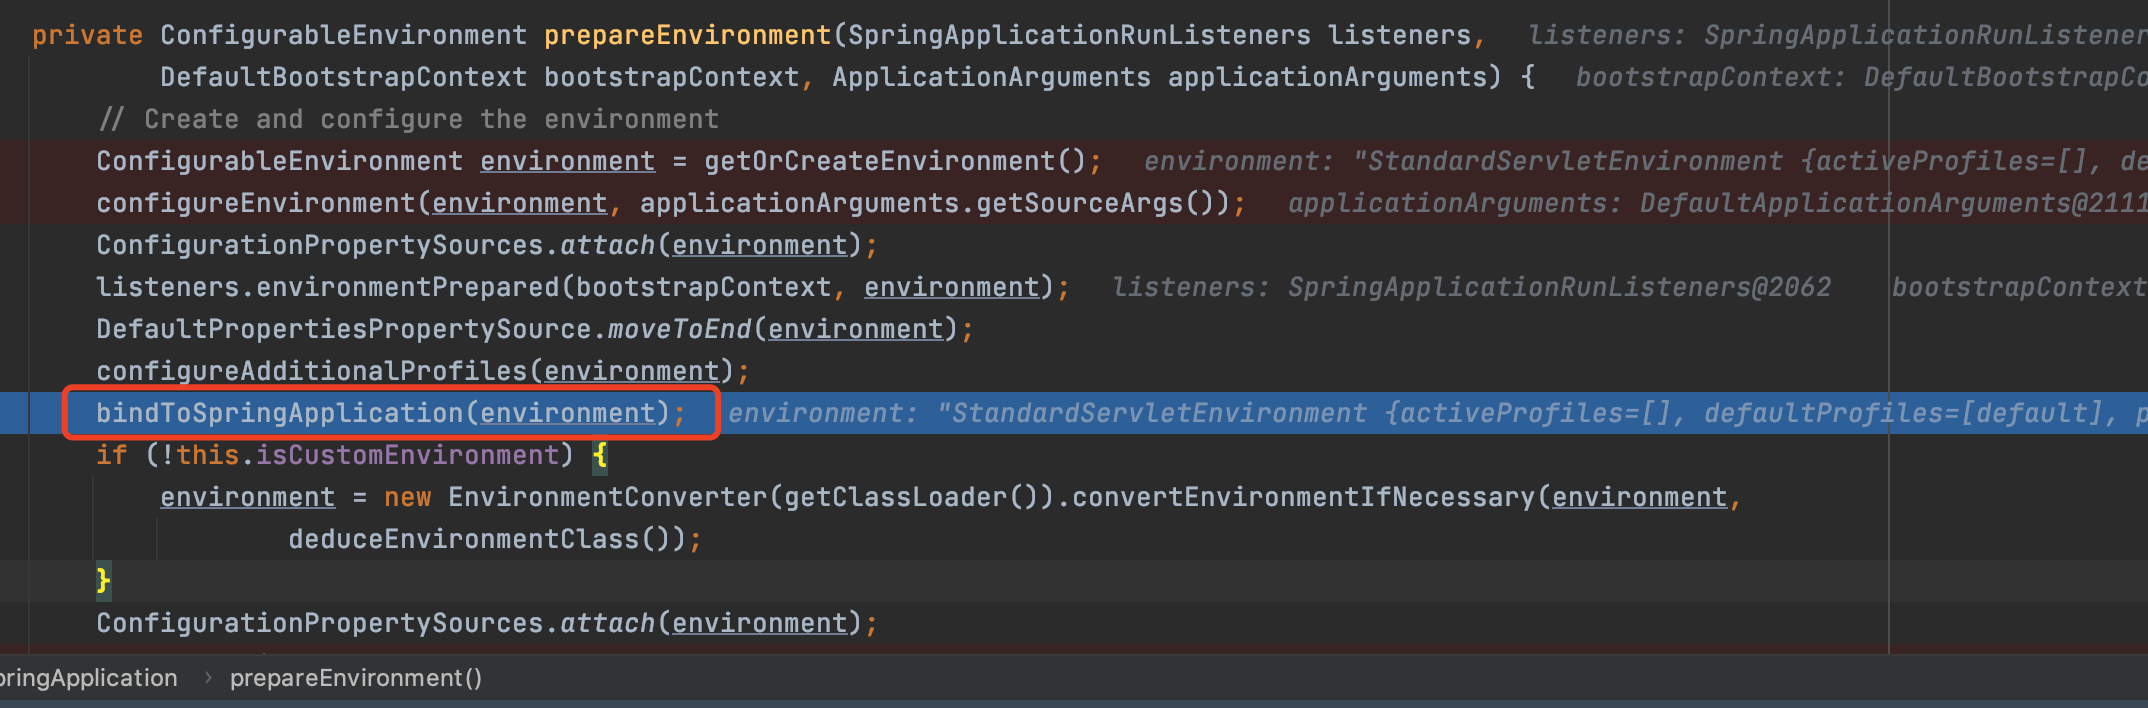 private ConfigurableEnvironment prepareEnvironment(SpringApplicationRunListeners listeners, listeners: SpringApplicationRunListener
DefaultBootstrapContext bootstrapContext, ApplicationArguments applicationArguments) { bootstrapContext: DefaultBootstrapCo
// Create and configure the environment
ConfigurableEnvironment environment = getOrCreateEnvironment(); environment: "StandardServletEnvironment {activeProfiles=[], de
configureEnvironment(environment, applicationArguments.getSourceArgs()); applicationArguments: DefaultApplicationArguments@2111
ConfigurationPropertySources.attach(environment);
listeners.environmentPrepared(bootstrapContext, environment); listeners: SpringApplicationRunListeners@2062 bootstrapContext
DefaultPropertiesPropertySource.moveToEnd(environment);
configureAdditionalProfiles(environment);
bindToSpringApplication(environment); environment: "StandardServletEnvironment {activeProfiles=[], defaultProfiles=[default], p
if (!this.isCustomEnvironment) {
environment = new EnvironmentConverter(getClassLoader()).convertEnvironmentIfNecessary(environment,
deduceEnvironmentClass());
}
ConfigurationPropertySources.attach(environment);
pringApplication › prepareEnvironment()